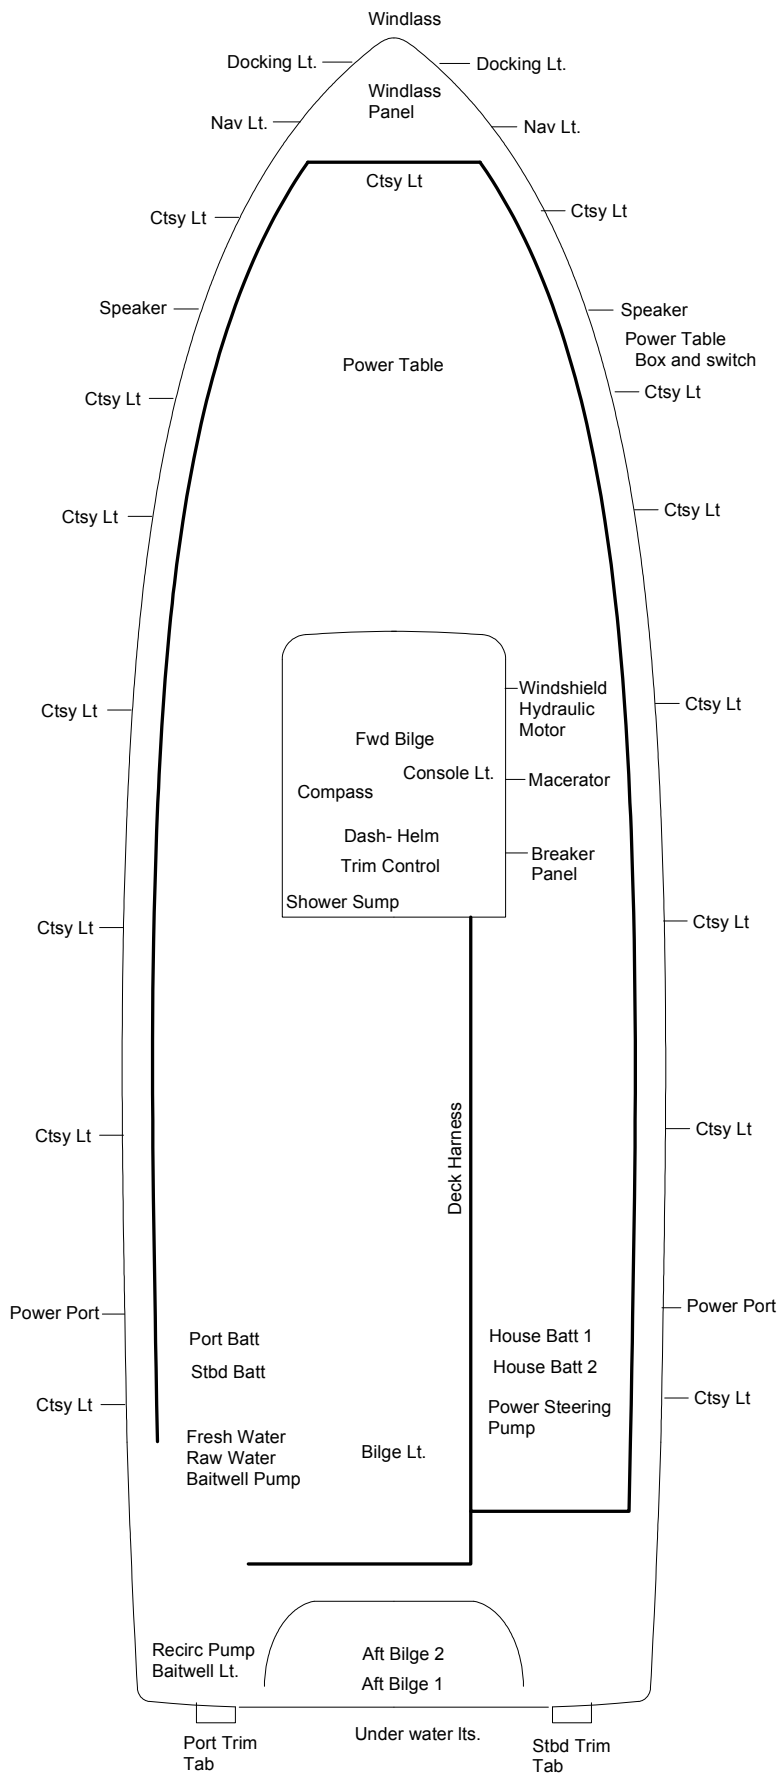 Windlass
Docking Lt.
Docking Lt.
Windlass
Panel
Nav Lt.
Nav Lt.
Ctsy Lt
Ctsy Lt
Ctsy Lt
Speaker
Speaker
Power Table
Box and switch
Power Table
Ctsy Lt
Ctsy Lt
Ctsy Lt
Ctsy Lt
Windshield
Hydraulic
Motor
Ctsy Lt
Ctsy Lt
Fwd Bilge
Console Lt.
Macerator
Compass
Dash- Helm
Trim Control
Breaker
Panel
Shower Sump
Ctsy Lt
Ctsy Lt
Deck Harness
Ctsy Lt
Ctsy Lt
Power Port
Power Port
Port Batt
House Batt 1
Stbd Batt
House Batt 2
Ctsy Lt
Ctsy Lt
Power Steering
Pump
Fresh Water
Raw Water
Baitwell Pump
Bilge Lt.
Recirc Pump
Baitwell Lt.
Aft Bilge 2
Aft Bilge 1
Under water lts.
Port Trim
Tab
Stbd Trim
Tab